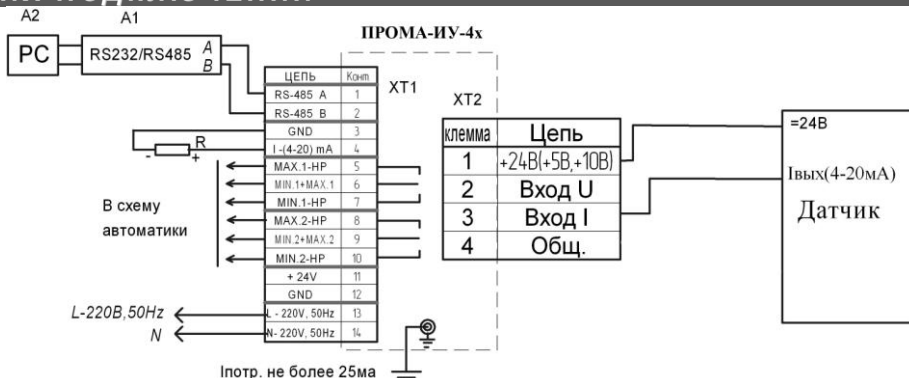 A2
A1
ПРОМА-ИУ-4х
PC
RS232/RS485
A
B
XT1
ЦЕПЬ Конт
RS-485 A 1
RS-485 B 2
GND 3
I -(4-20) mA 4
MAX.1-HP 5
MIN.1+MAX.1 6
MIN.1-HP 7
MAX.2-HP 8
MIN.2+MAX.2 9
MIN.2-HP 10
+ 24V 11
GND 12
L - 220V, 50Hz 13
N- 220V, 50Hz 14
R
- +
В схему
автоматики
L-220В,50Hz
N
Iпотр. не более 25ма
XT2
клемма Цепь
1 +24В(+5В,+10В)
2 Вход U
3 Вход I
4 Общ.
=24В
Iвых(4-20мА)
Датчик